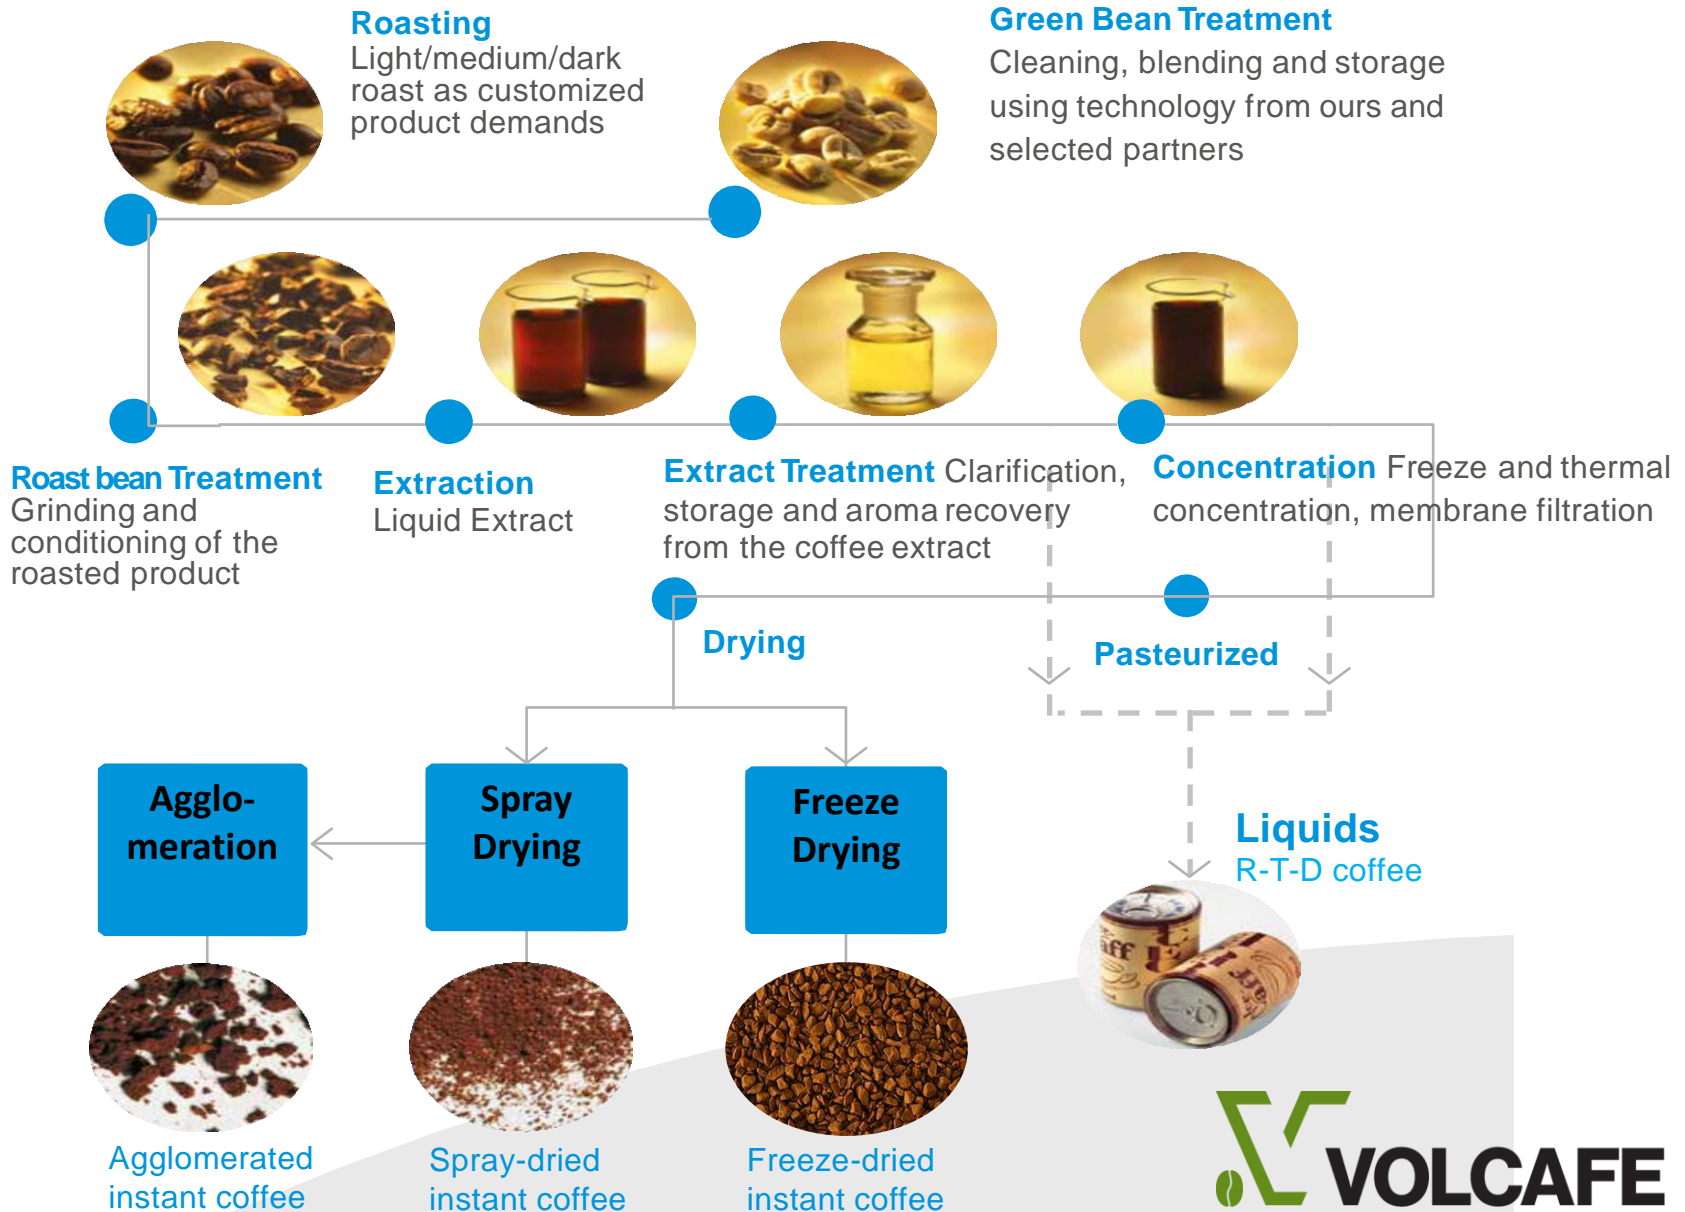 Roasting
Light/medium/dark
roast as customized
product demands
Green Bean Treatment
Cleaning, blending and storage
using technology from ours and
selected partners
Roast bean Treatment
Grinding and
conditioning of the
roasted product
Extraction
Liquid Extract
Extract Treatment Clarification,
storage and aroma recovery
from the coffee extract
Concentration Freeze and thermal
concentration, membrane filtration
Drying
Pasteurized
Agglo-
meration
Spray
Drying
Freeze
Drying
Liquids
R-T-D coffee
Agglomerated
instant coffee
Spray-dried
instant coffee
Freeze-dried
instant coffee
VOLCAFE